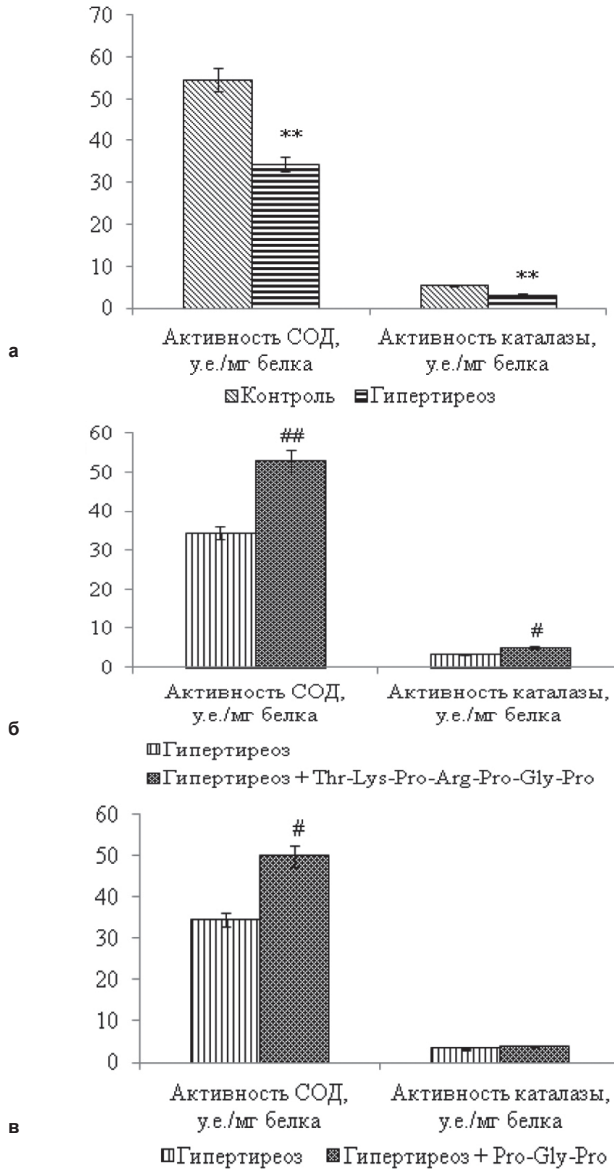 70
60
50
40
30
20
10
0
**
**
Активность СОД, Активность каталазы,
у.е./мг белка у.е./мг белка
а
Контроль Гипертиреоз
60
50
40
30
20
10
0
##
#
Активность СОД, Активность каталазы,
у.е./мг белка у.е./мг белка
б
Гипертиреоз
Гипертиреоз + Thr-Lys-Pro-Arg-Pro-Gly-Pro
60
50
40
30
20
10
0
#
Активность СОД, Активность каталазы,
у.е./мг белка у.е./мг белка
в
Гипертиреоз Гипертиреоз + Pro-Gly-Pro